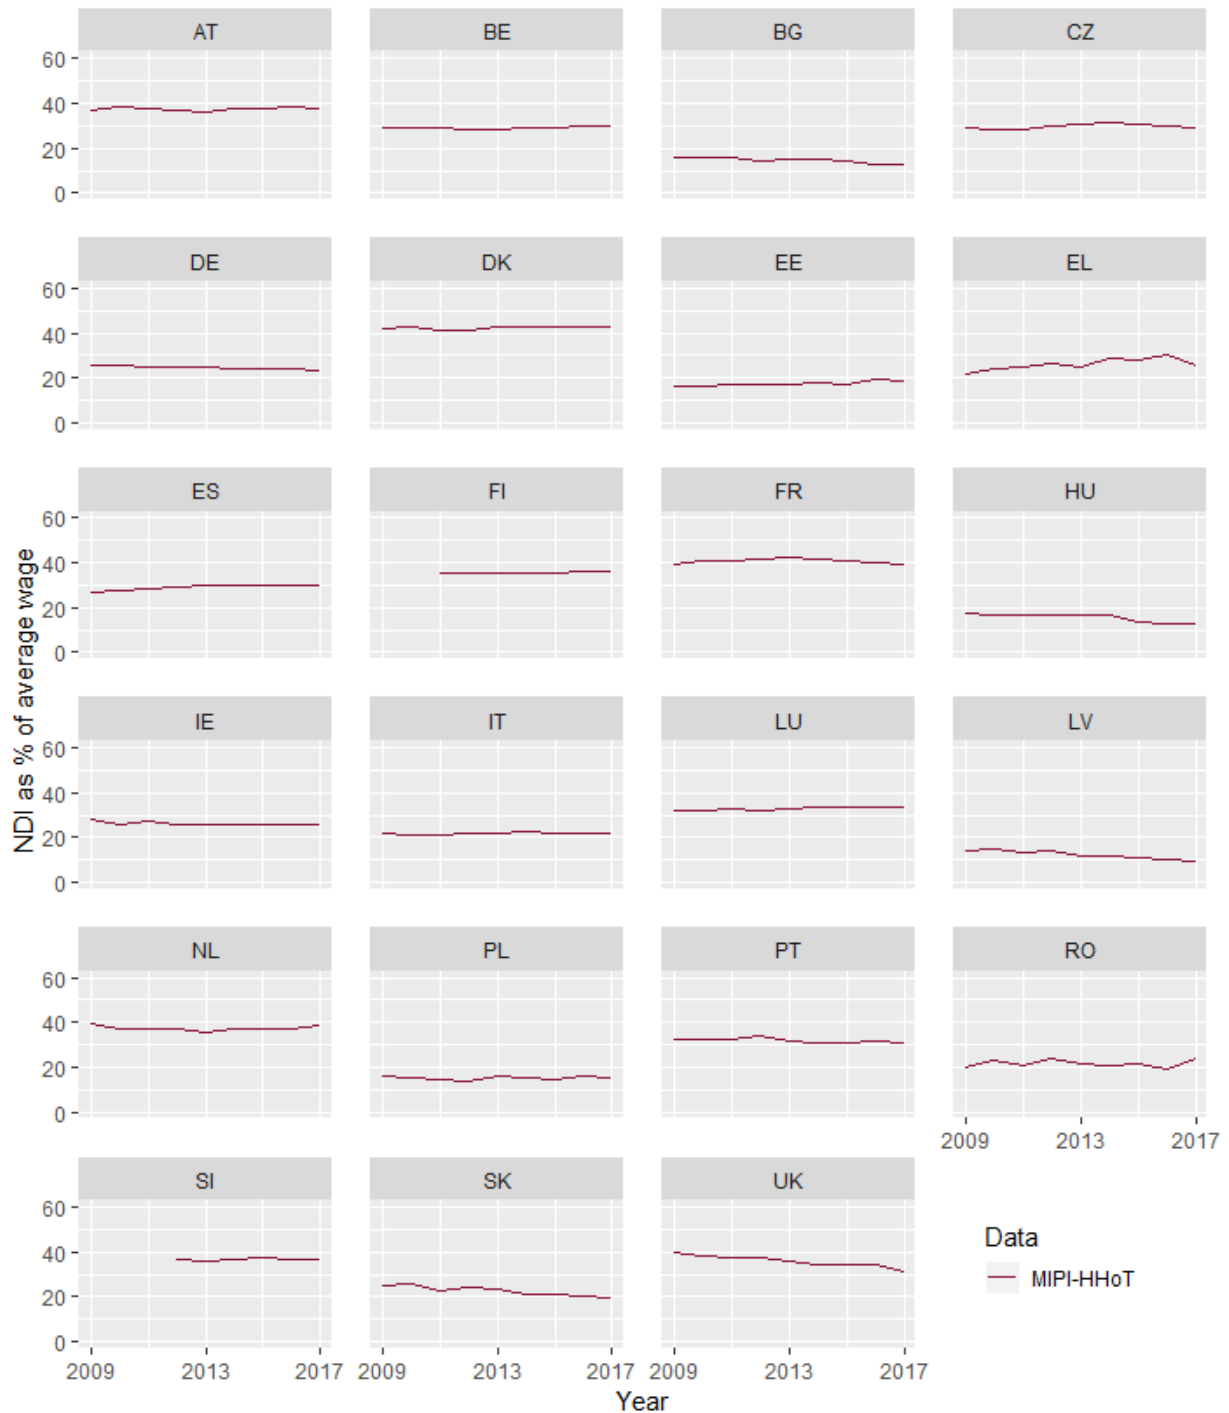 AT BE BG CZ
60
40
20
0
DE DK EE EL
60
40
20
0
ES FI FR HU
60
40
20
0
NDI as % of average wage
IE IT LU LV
60
40
20
0
NL PL PT RO
60
40
20
0
2009 2013 2017
SI SK UK
60
40
20
0
Data
MIPI-HHoT
2009 2013 2017 2009 2013 2017 2009 2013 2017
Year